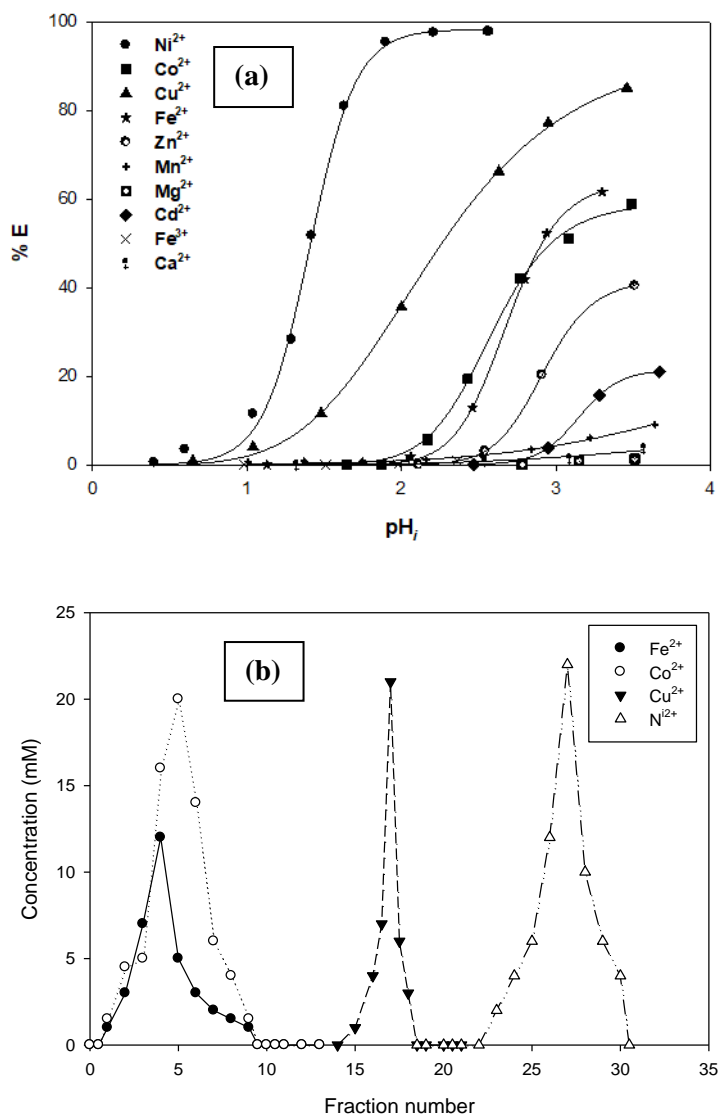 100
80
60
40
20
0
% E
(a)
Ni2+
Co2+
Cu2+
Fe2+
Zn2+
Mn2+
Mg2+
Cd2+
Fe3+
Ca2+
0 1 2 3 4
pHi
25
20
15
10
5
0
Concentration (mM)
(b)
Fe2+
Co2+
Cu2+
Ni2+
0 5 10 15 20 25 30 35
Fraction number